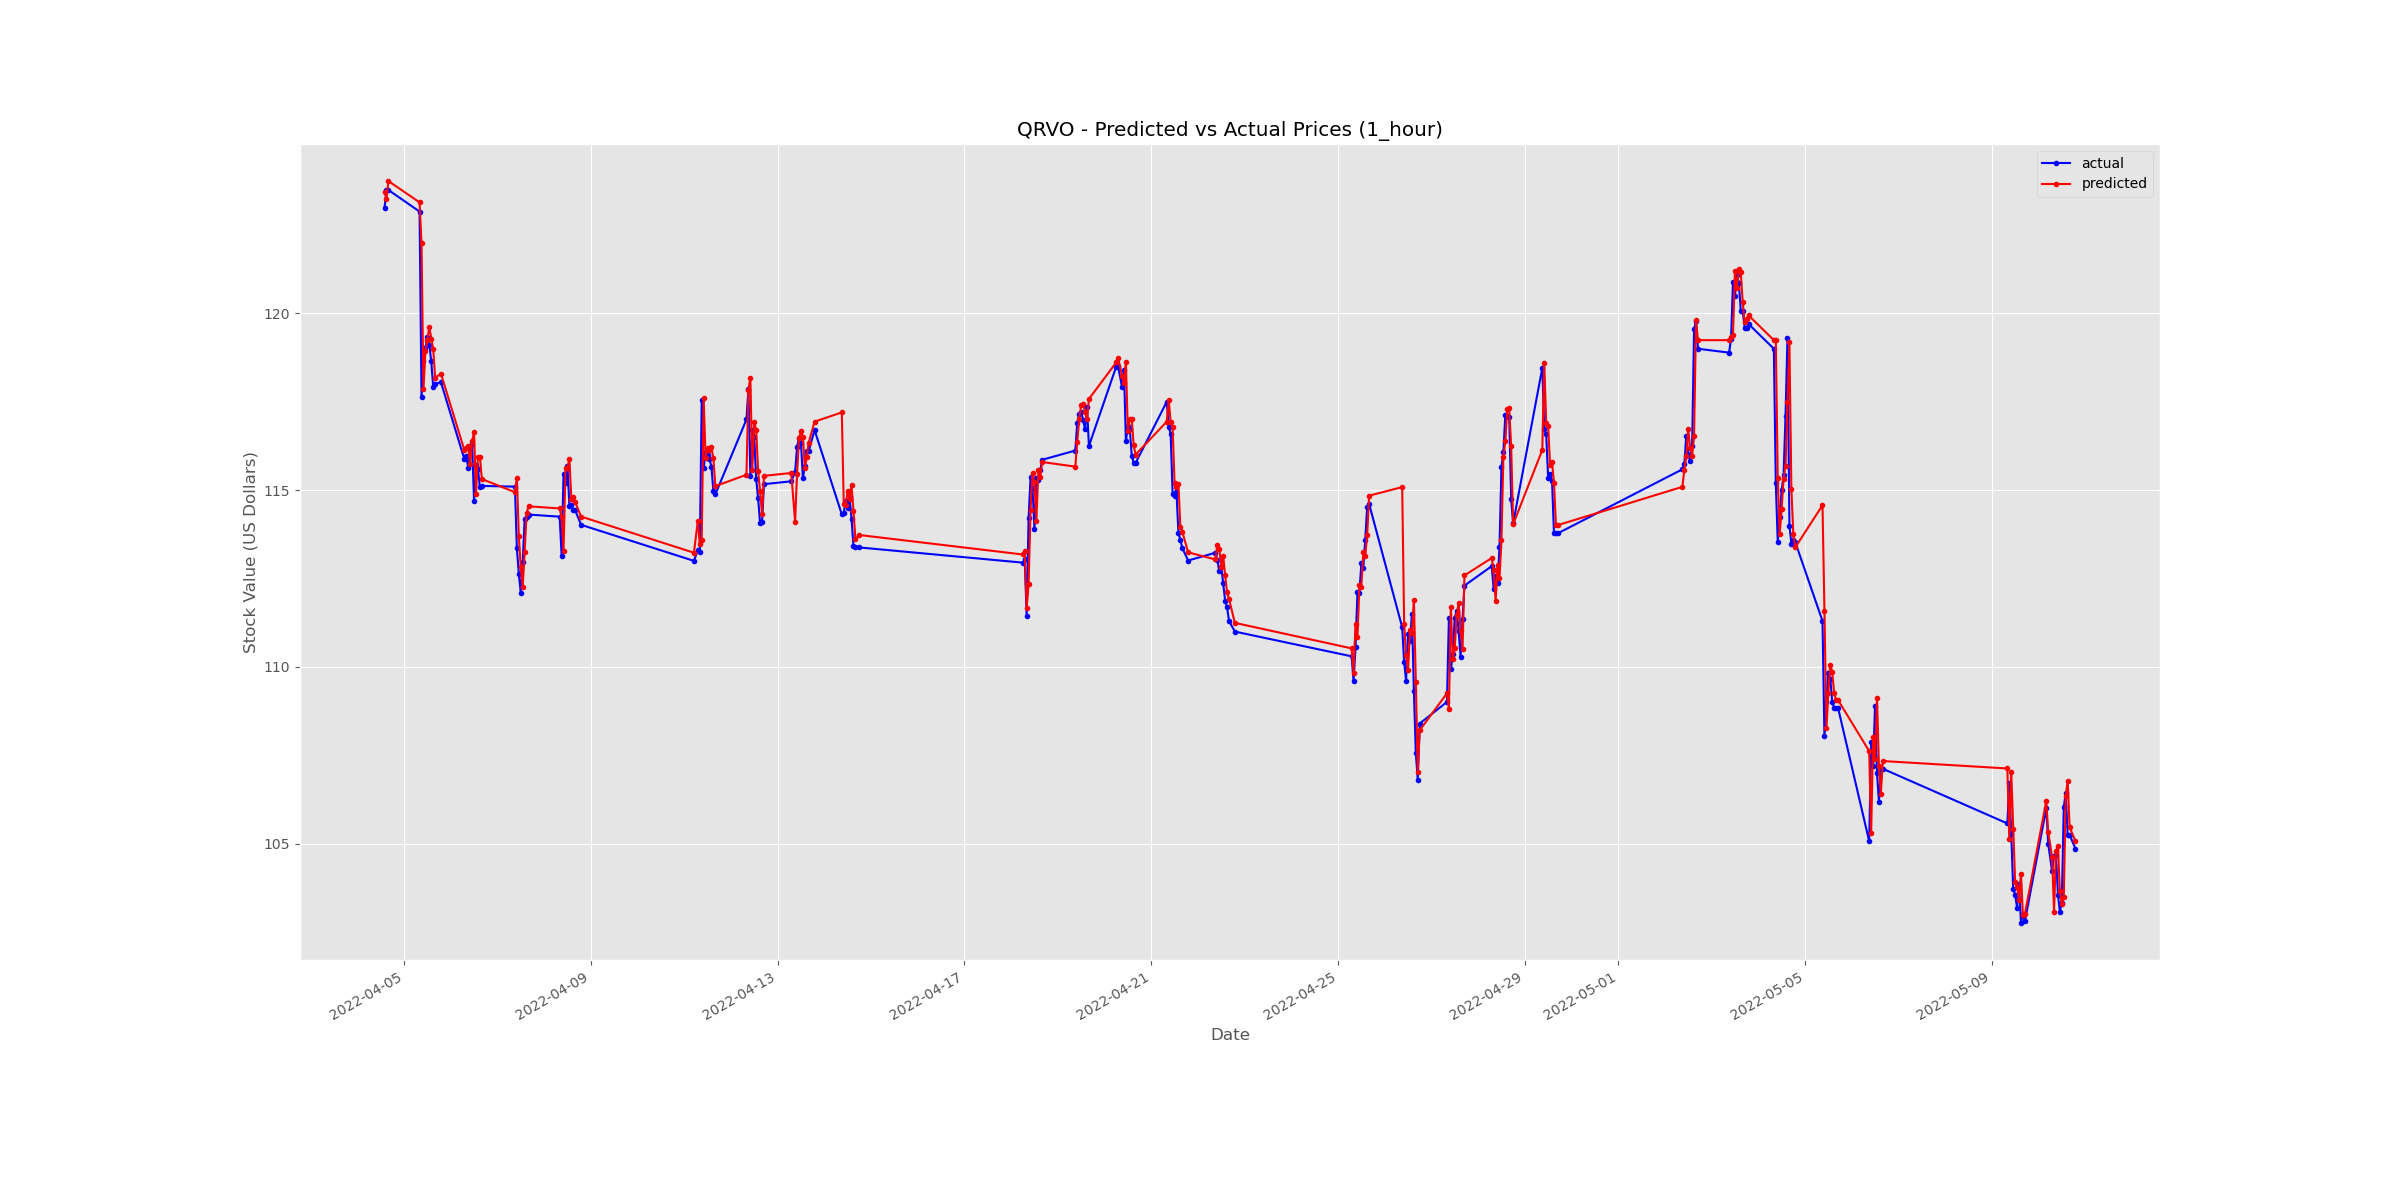 QRVO - Predicted vs Actual Prices (1_hour)
actual
predicted
120
115
110
105
Stock Value (US Dollars)
2022-04-05
2022-04-09
2022-04-13
2022-04-17
2022-04-21
2022-04-25
2022-04-29
2022-05-01
2022-05-05
2022-05-09
Date